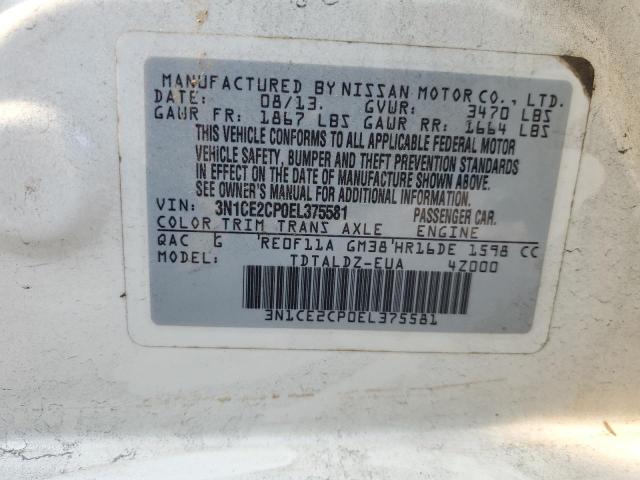 MANUFACTURED BY NISSAN MOTOR CO., LTD.
DATE: 08/13. GVWR: 3470 LBS
GAWR FR: 1867 LBS GAWR RR: 1664 LBS
THIS VEHICLE CONFORMS TO ALL APPLICABLE FEDERAL MOTOR
VEHICLE SAFETY, BUMPER AND THEFT PREVENTION STANDARDS
IN EFFECT ON THE DATE OF MANUFACTURE SHOWN ABOVE.
SEE OWNER'S MANUAL FOR ADDITIONAL INFORMATION.
VIN: 3N1CE2CP0EL375581 PASSENGER CAR.
COLOR TRIM TRANS AXLE ENGINE
QAC G RE0F11A GM38 HR16DE 1598 CC
MODEL: TDTALDZ-EUA 4Z000
3N1CE2CP0EL375581